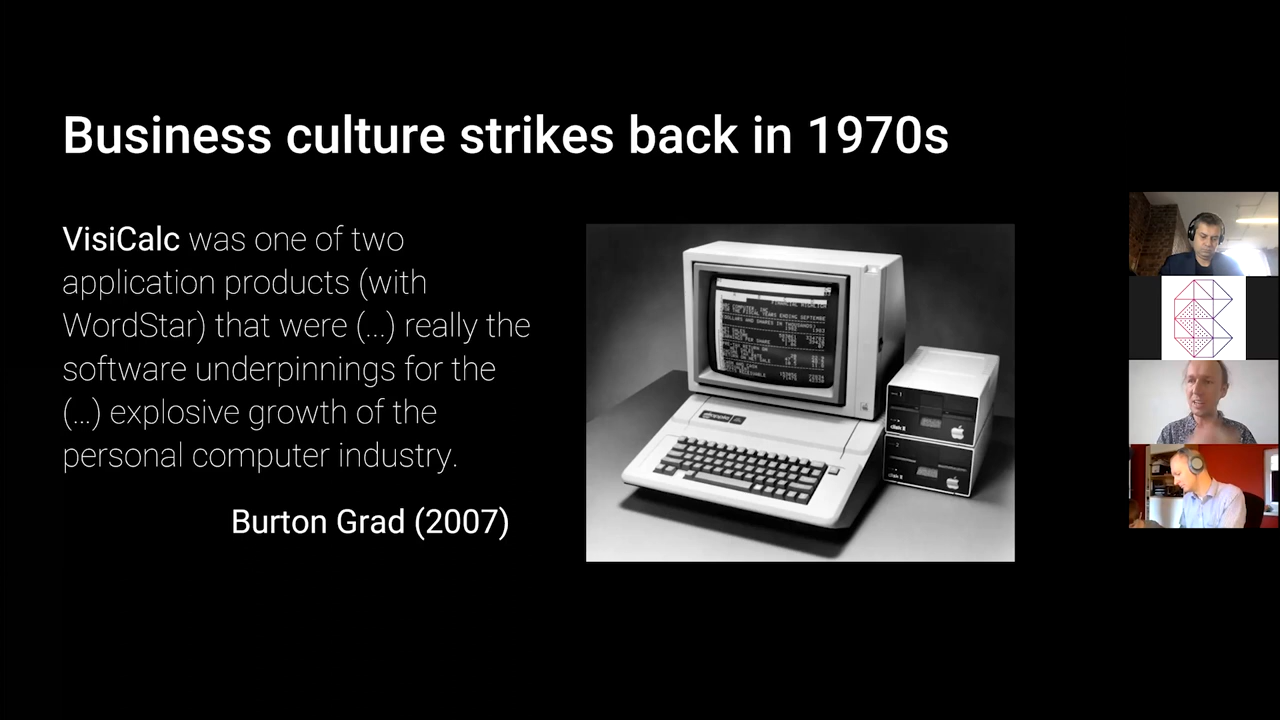 Business culture strikes back in 1970s
VisiCalc was one of two
application products (with
WordStar) that were (...) really the
software underpinnings for the
(...) explosive growth of the
personal computer industry.
Burton Grad (2007)